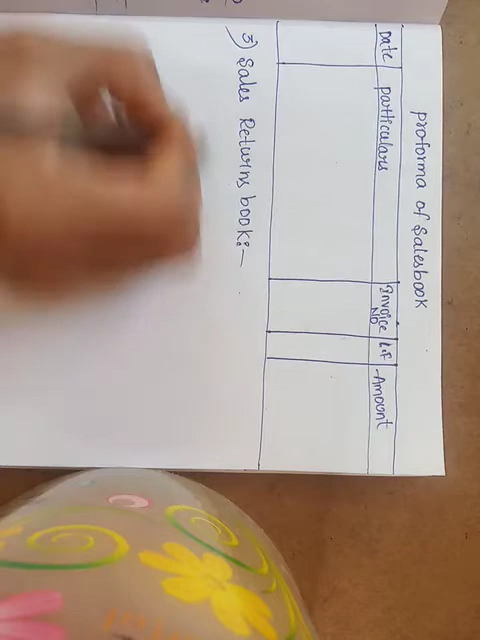 proforma of Salesbook
Date particulars Invoice No L.F Amount
3) Sales Returns book:-